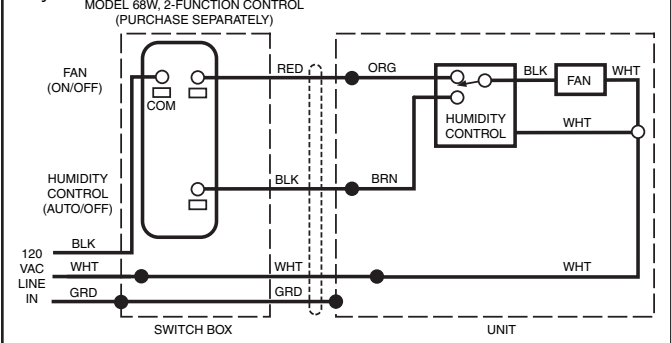 MODEL 68W, 2-FUNCTION CONTROL
(PURCHASE SEPARATELY)
FAN
(ON/OFF)
COM
RED
ORG
BLK
FAN
WHT
HUMIDITY
CONTROL
WHT
HUMIDITY
CONTROL
(AUTO/OFF)
BLK
BRN
120
VAC
LINE
IN
BLK
WHT
WHT
WHT
GRD
GRD
SWITCH BOX
UNIT